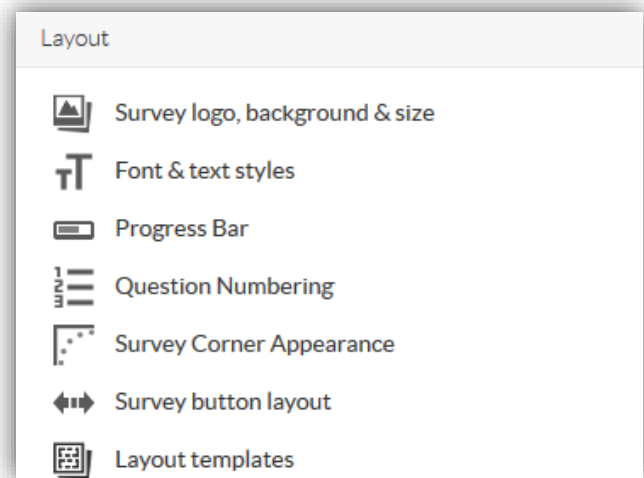 Layout
Survey logo, background & size
Font & text styles
Progress Bar
Question Numbering
Survey Corner Appearance
Survey button layout
Layout templates